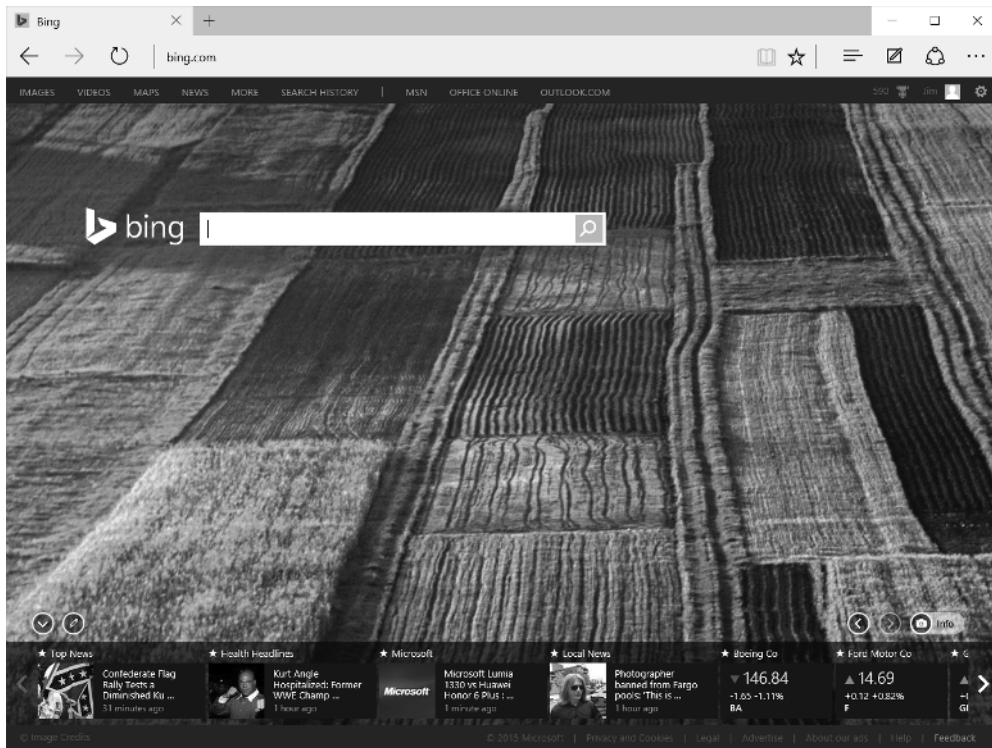 Bing
bing.com
IMAGES VIDEOS MAPS NEWS MORE SEARCH HISTORY | MSN OFFICE ONLINE OUTLOOK.COM 590 Jim
bing
Info
★ Top News
Confederate Flag
Rally Tests a
Diminished Ku ...
31 minutes ago
★ Health Headlines
Kurt Angle
Hospitalized: Former
WWE Champ ...
1 hour ago
★ Microsoft
Microsoft
Microsoft Lumia
1330 vs Huawei
Honor 6 Plus : ...
1 minute ago
★ Local News
Photographer
banned from Fargo
pools: 'This is ...
1 hour ago
★ Boeing Co
▼ 146.84
-1.65 -1.11%
BA
★ Ford Motor Co
▲ 14.69
+0.12 +0.82%
F
★ G
▲
GI
© Image Credits
© 2015 Microsoft | Privacy and Cookies | Legal | Advertise | About our ads | Help | Feedback